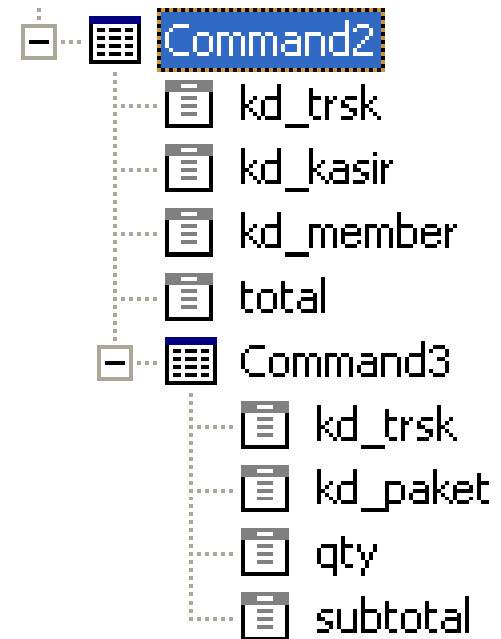 Command2
kd_trsk
kd_kasir
kd_member
total
Command3
kd_trsk
kd_paket
qty
subtotal